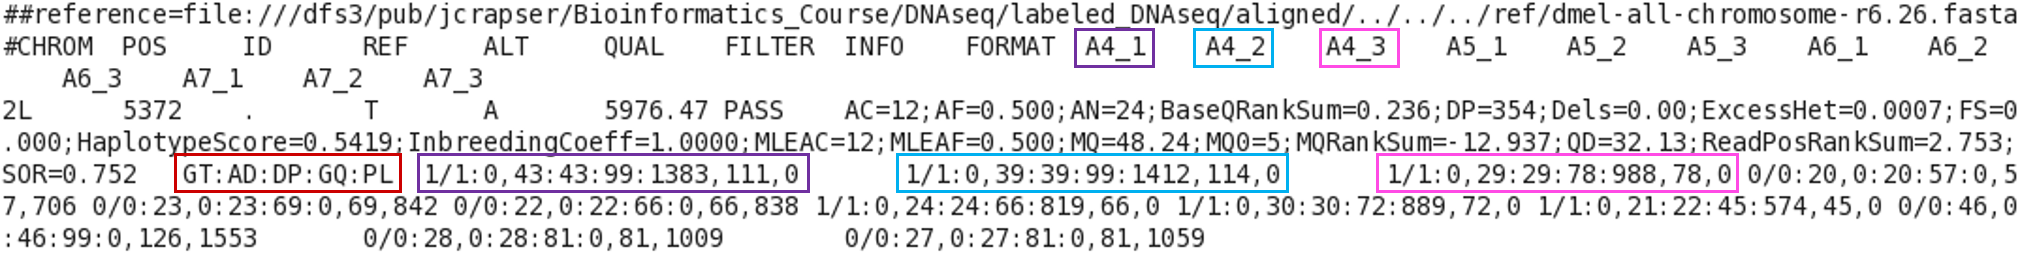 ##reference=file:///dfs3/pub/jcrapser/Bioinformatics_Course/DNAseq/labeled_DNAseq/aligned/../../../ref/dmel-all-chromosome-r6.26.fasta
#CHROM POS ID REF ALT QUAL FILTER INFO FORMAT A4_1 A4_2 A4_3 A5_1 A5_2 A5_3 A6_1 A6_2
A6_3 A7_1 A7_2 A7_3
2L 5372 . T A 5976.47 PASS AC=12;AF=0.500;AN=24;BaseQRankSum=0.236;DP=354;Dels=0.00;ExcessHet=0.0007;FS=0
.000;HaplotypeScore=0.5419;InbreedingCoeff=1.0000;MLEAC=12;MLEAF=0.500;MQ=48.24;MQ0=5;MQRankSum=-12.937;QD=32.13;ReadPosRankSum=2.753;
SOR=0.752 GT:AD:DP:GQ:PL 1/1:0,43:43:99:1383,111,0 1/1:0,39:39:99:1412,114,0 1/1:0,29:29:78:988,78,0 0/0:20,0:20:57:0,5
7,706 0/0:23,0:23:69:0,69,842 0/0:22,0:22:66:0,66,838 1/1:0,24:24:66:819,66,0 1/1:0,30:30:72:889,72,0 1/1:0,21:22:45:574,45,0 0/0:46,0
:46:99:0,126,1553 0/0:28,0:28:81:0,81,1009 0/0:27,0:27:81:0,81,1059